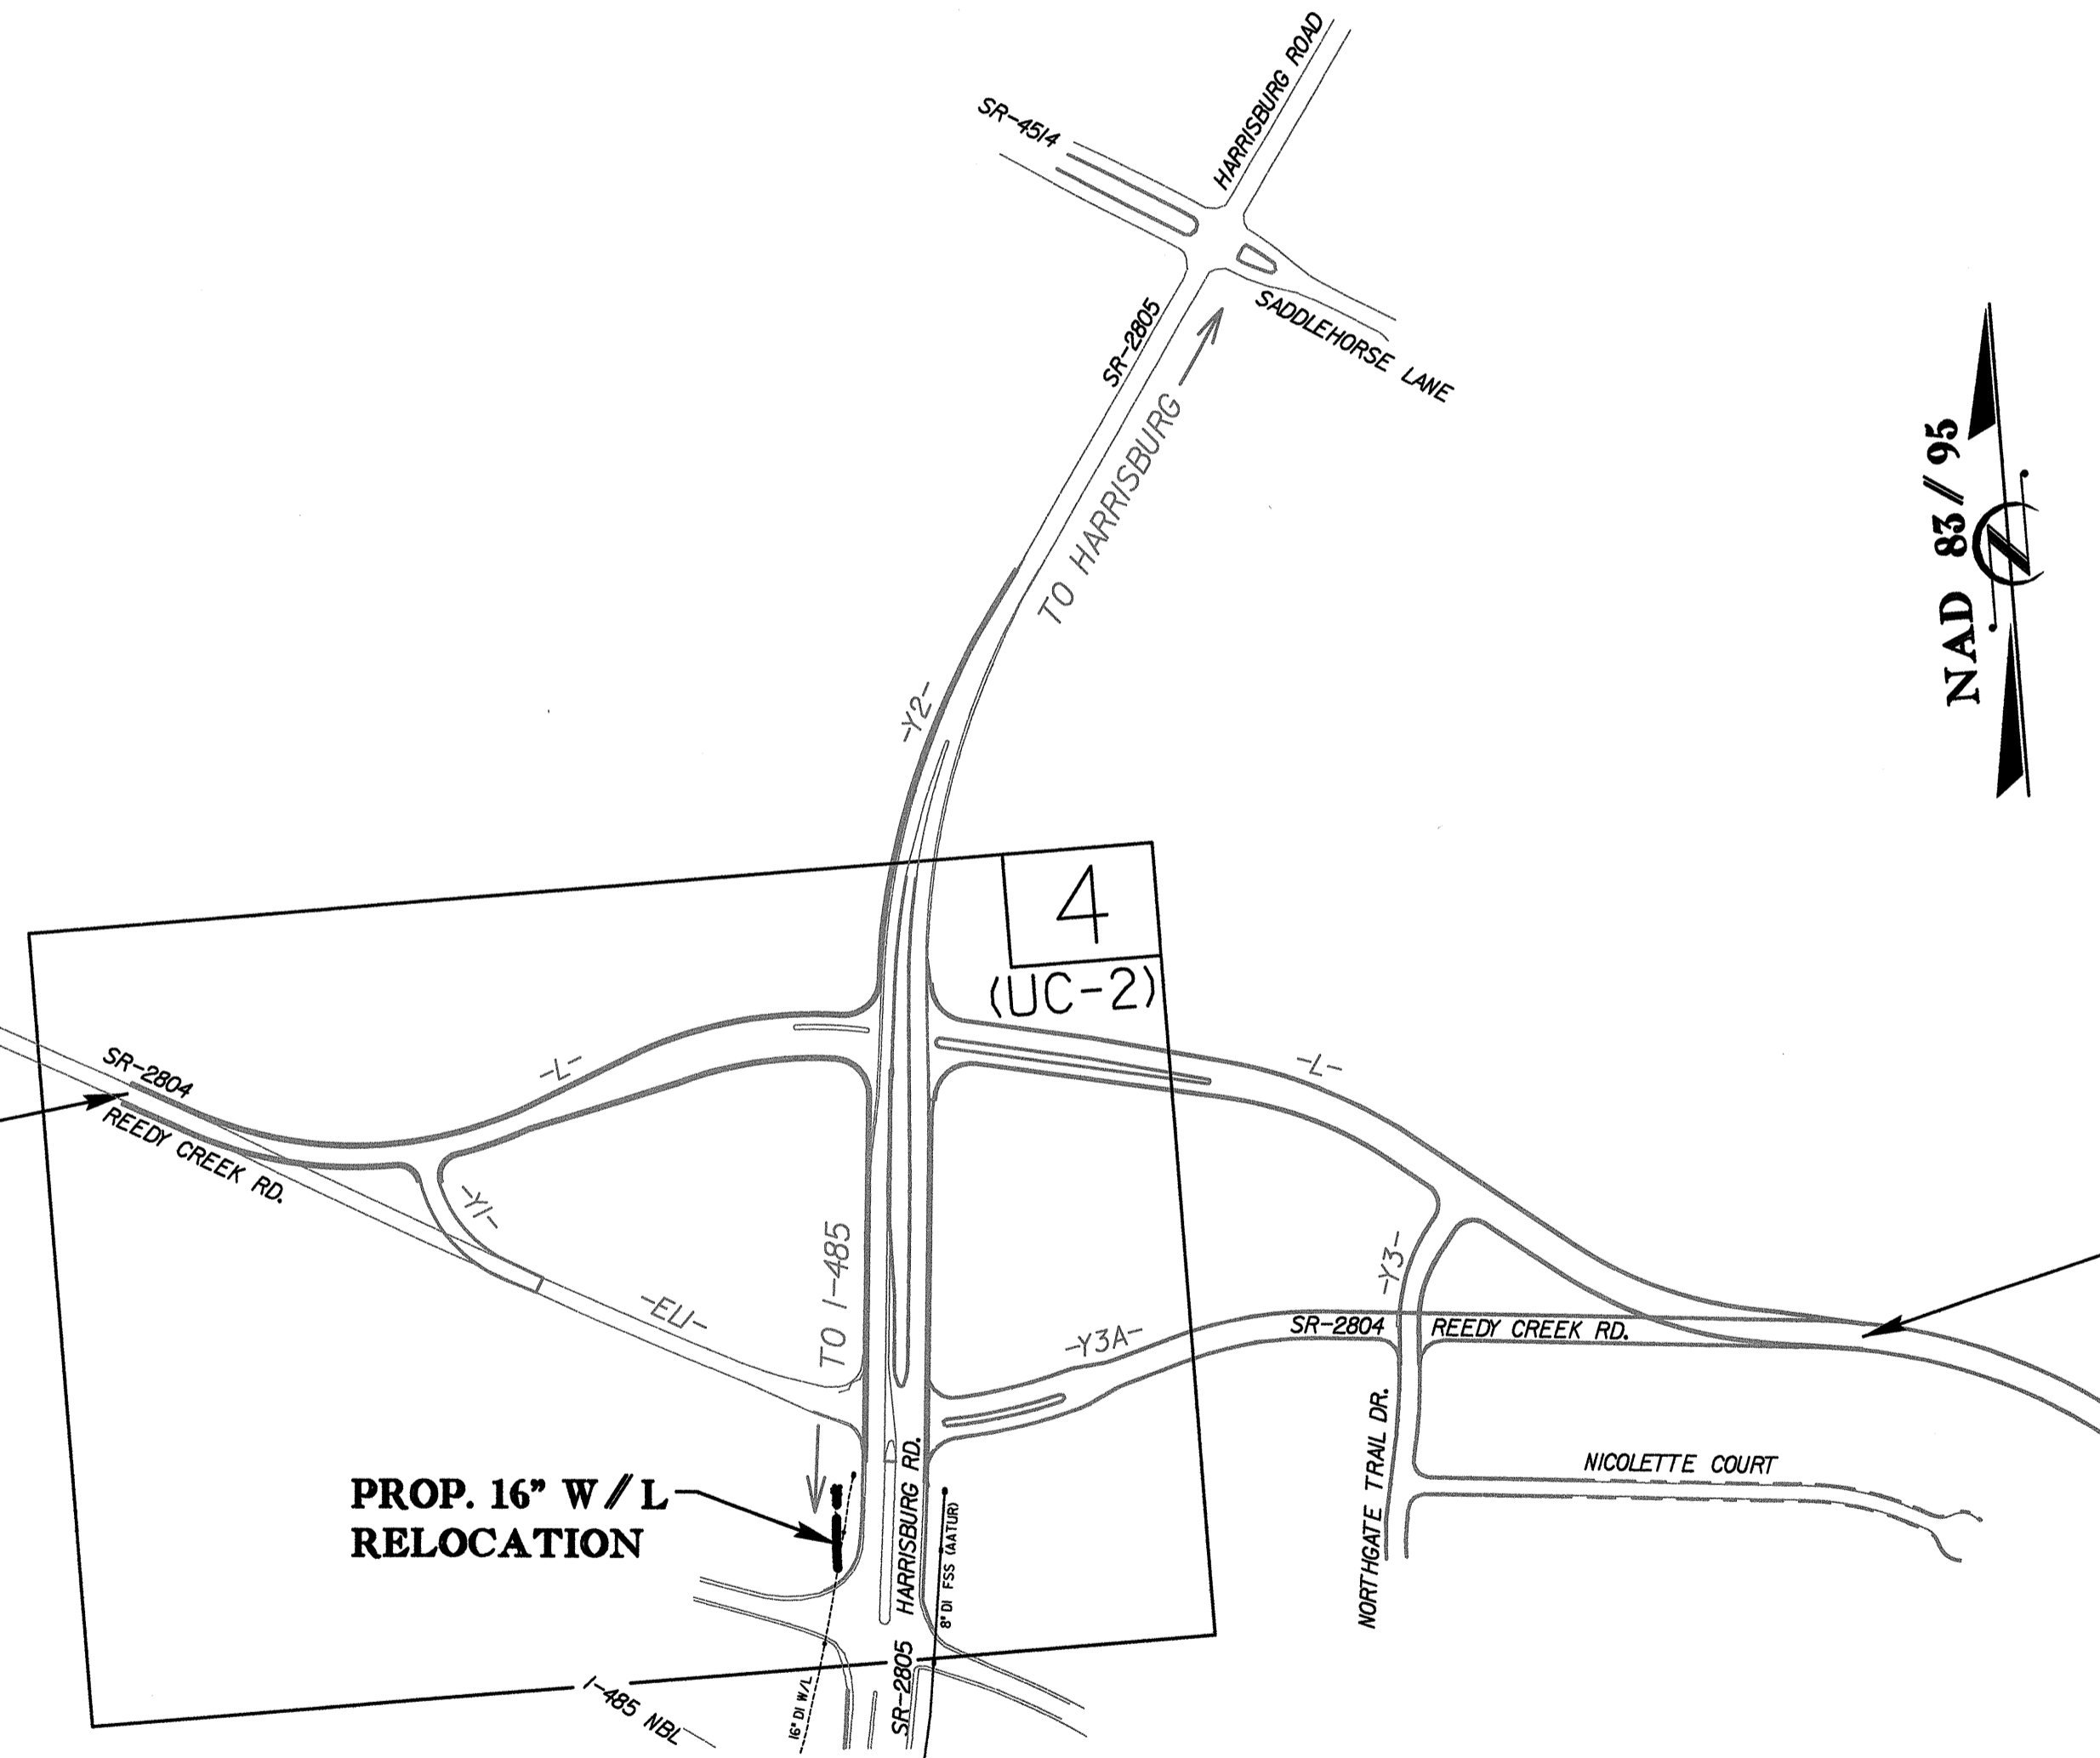 HARRISBURG ROAD
SR-4514
SR-2805
SADDLEHORSE LANE
TO HARRISBURG
NAD 83/95
N
-Y2-
4
(UC-2)
SR-2804
REEDY CREEK RD.
-L-
-L-
-Y1-
TO I-485
-EL1-
-Y3-
-Y3A-
SR-2804
REEDY CREEK RD.
NORTHGATE TRAIL DR.
NICOLETTE COURT
PROP. 16" W/L
RELOCATION
HARRISBURG RD.
8" DI FSS (AATUR)
SR-2805
16" DI W/L
I-485 NBL